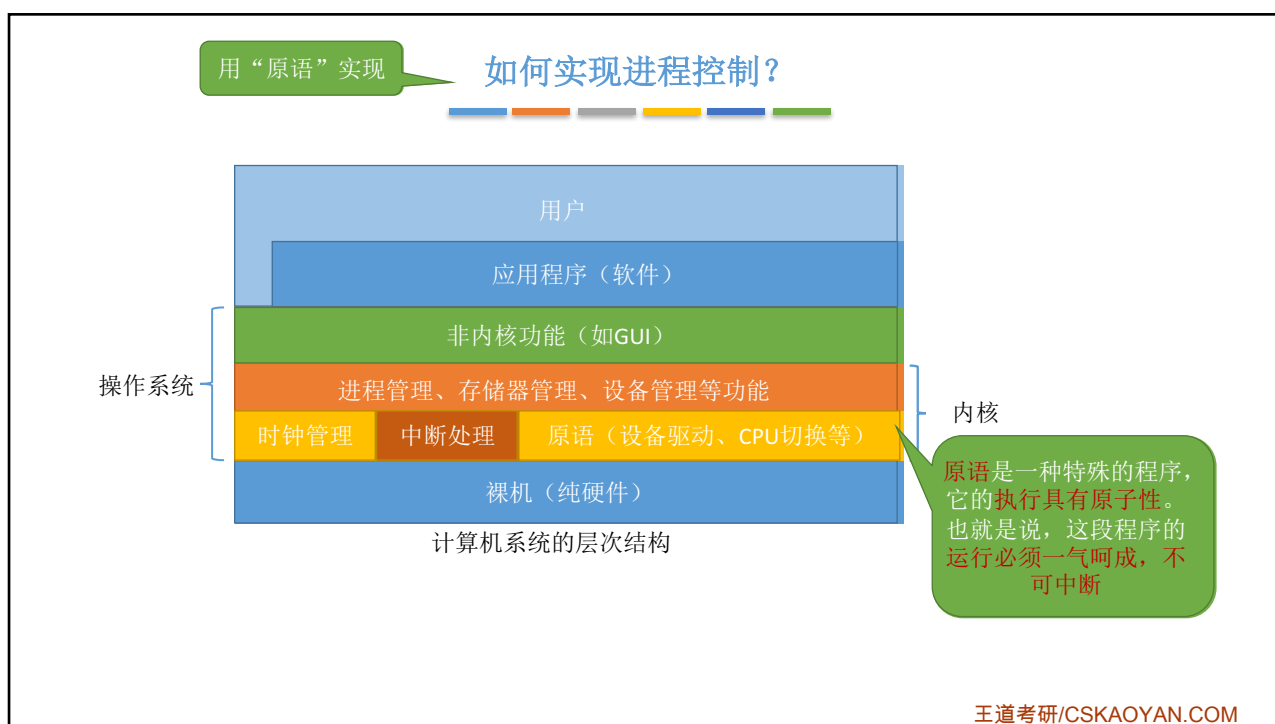 用“原语”实现
如何实现进程控制？
用户
应用程序（软件）
非内核功能（如GUI）
操作系统
进程管理、存储器管理、设备管理等功能
内核
时钟管理
中断处理
原语（设备驱动、CPU切换等）
裸机（纯硬件）
计算机系统的层次结构
原语是一种特殊的程序，
它的执行具有原子性。
也就是说，这段程序的
运行必须一气呵成，不
可中断
王道考研/CSKAOYAN.COM